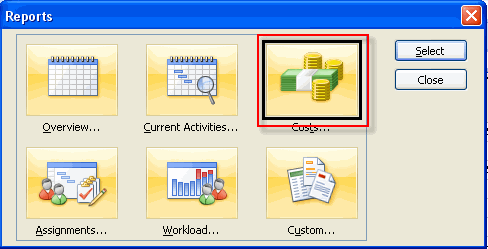 Reports
Select
Close
Overview...
Current Activities...
Costs...
Assignments...
Workload...
Custom...